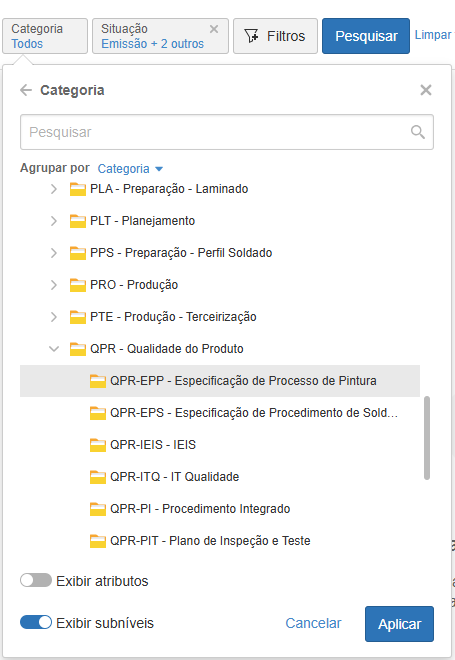 Categoria
Todos
Situação
Emissão + 2 outros
Filtros
Pesquisar
Limpar
Categoria
Pesquisar
Agrupar por Categoria
PLA - Preparação - Laminado
PLT - Planejamento
PPS - Preparação - Perfil Soldado
PRO - Produção
PTE - Produção - Terceirização
QPR - Qualidade do Produto
QPR-EPP - Especificação de Processo de Pintura
QPR-EPS - Especificação de Procedimento de Sold...
QPR-IEIS - IEIS
QPR-ITQ - IT Qualidade
QPR-PI - Procedimento Integrado
QPR-PIT - Plano de Inspeção e Teste
Exibir atributos
Exibir subníveis
Cancelar
Aplicar